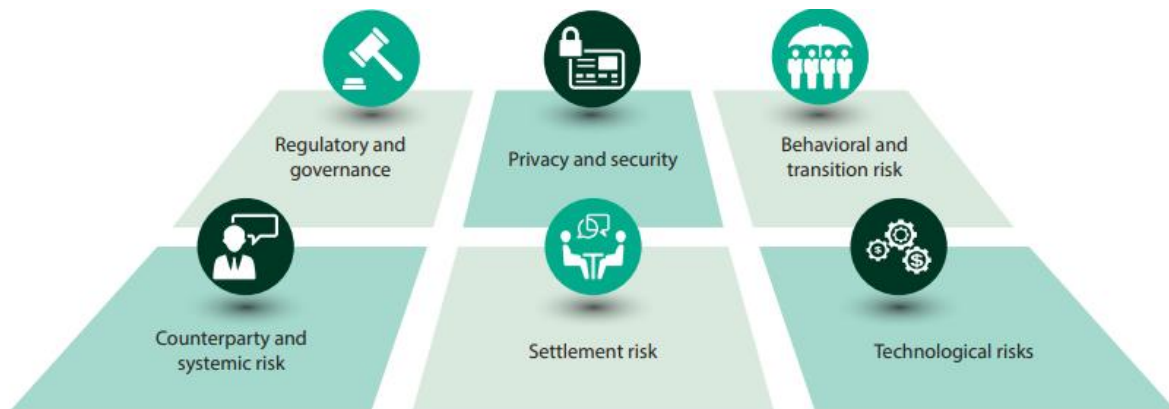 Regulatory and
governance
Privacy and security
Behavioral and
transition risk
Counterparty and
systemic risk
Settlement risk
Technological risks